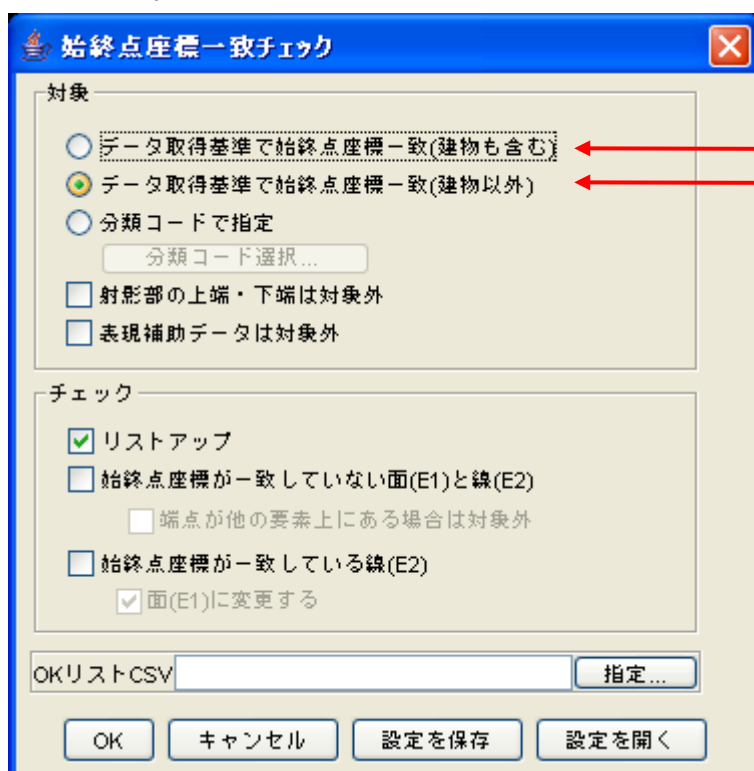 始終点座標一致チェック
対象
データ取得基準で始終点座標一致(建物も含む)
データ取得基準で始終点座標一致(建物以外)
分類コードで指定
分類コード選択...
射影部の上端・下端は対象外
表現補助データは対象外
チェック
リストアップ
始終点座標が一致していない面(E1)と線(E2)
端点が他の要素上にある場合は対象外
始終点座標が一致している線(E2)
面(E1)に変更する
OKリストCSV 指定...
OK キャンセル 設定を保存 設定を開く